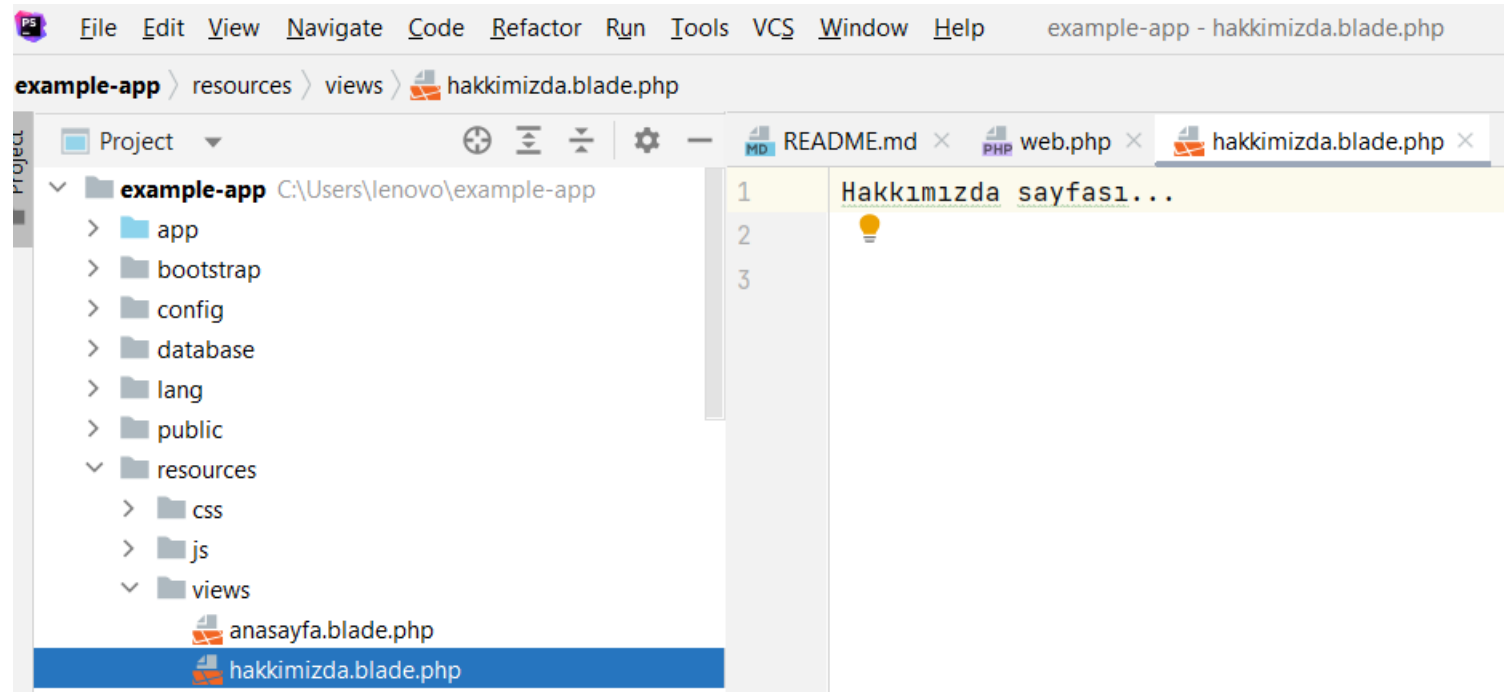 PS File Edit View Navigate Code Refactor Run Tools VCS Window Help example-app - hakkimizda.blade.php
example-app 〉 resources 〉 views 〉 hakkimizda.blade.php
Project
Project
README.md
web.php
hakkimizda.blade.php
MD
PHP
example-app C:\Users\lenovo\example-app
app
bootstrap
config
database
lang
public
resources
css
js
views
anasayfa.blade.php
hakkimizda.blade.php
1 Hakkımızda sayfası...
2
3